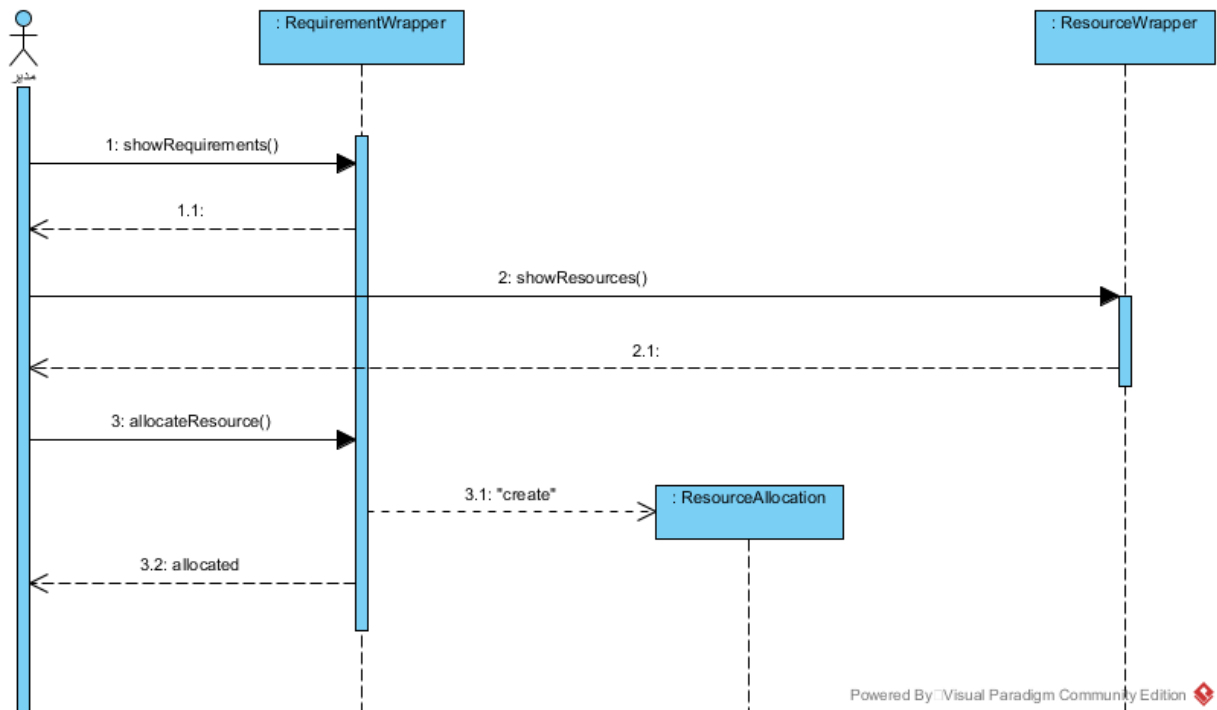 : RequirementWrapper
: ResourceWrapper
مدیر
1: showRequirements()
1.1:
2: showResources()
2.1:
3: allocateResource()
3.1: "create"
: ResourceAllocation
3.2: allocated
Powered By Visual Paradigm Community Edition